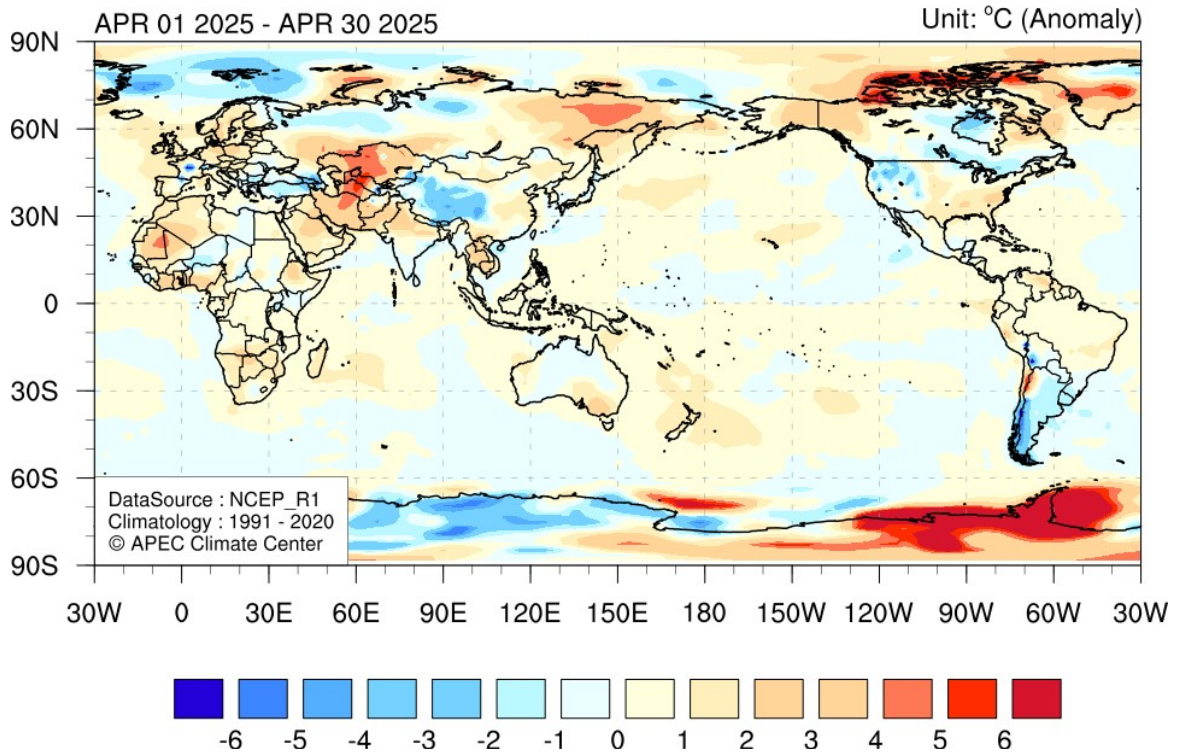 APR 01 2025 - APR 30 2025
Unit: °C (Anomaly)
90N
60N
30N
0
30S
60S
90S
DataSource : NCEP_R1
Climatology : 1991 - 2020
© APEC Climate Center
30W 0 30E 60E 90E 120E 150E 180 150W 120W 90W 60W 30W
-6 -5 -4 -3 -2 -1 0 1 2 3 4 5 6